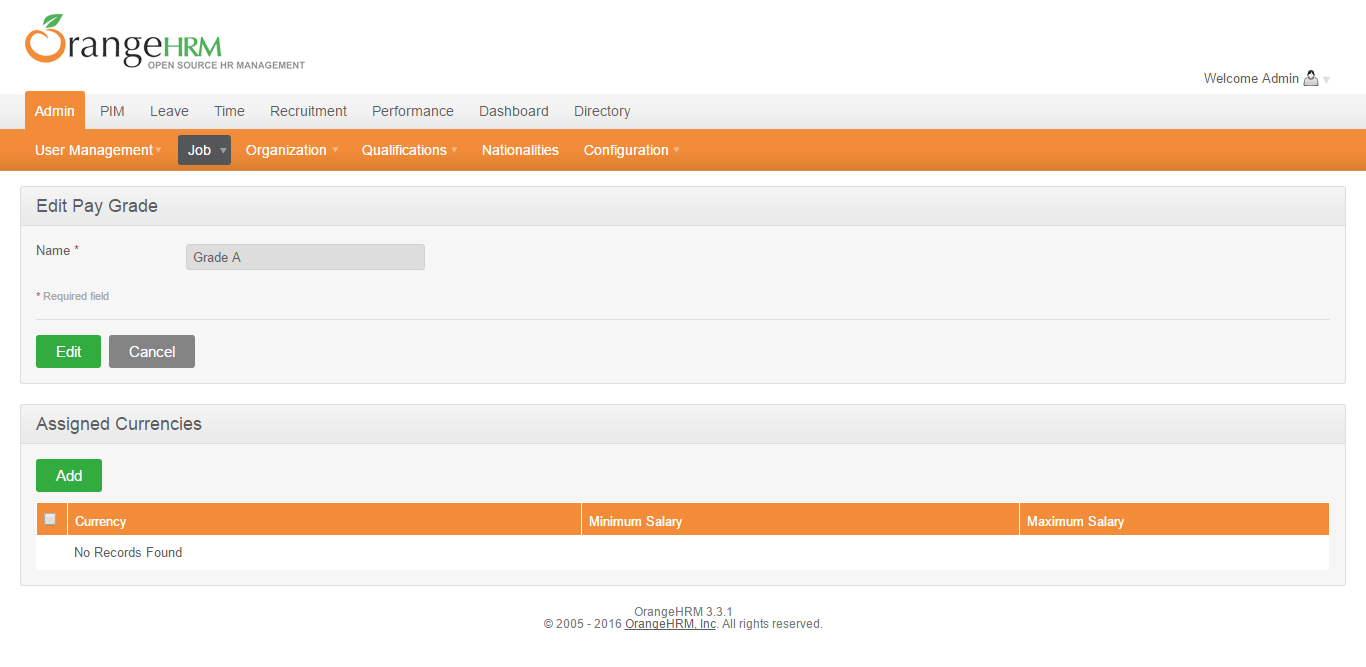 OrangeHRM
OPEN SOURCE HR MANAGEMENT
Welcome Admin
Admin PIM Leave Time Recruitment Performance Dashboard Directory
User Management Job Organization Qualifications Nationalities Configuration
Edit Pay Grade
Name * Grade A
* Required field
Edit Cancel
Assigned Currencies
Add
Currency Minimum Salary Maximum Salary
No Records Found
OrangeHRM 3.3.1
© 2005 - 2016 OrangeHRM, Inc. All rights reserved.